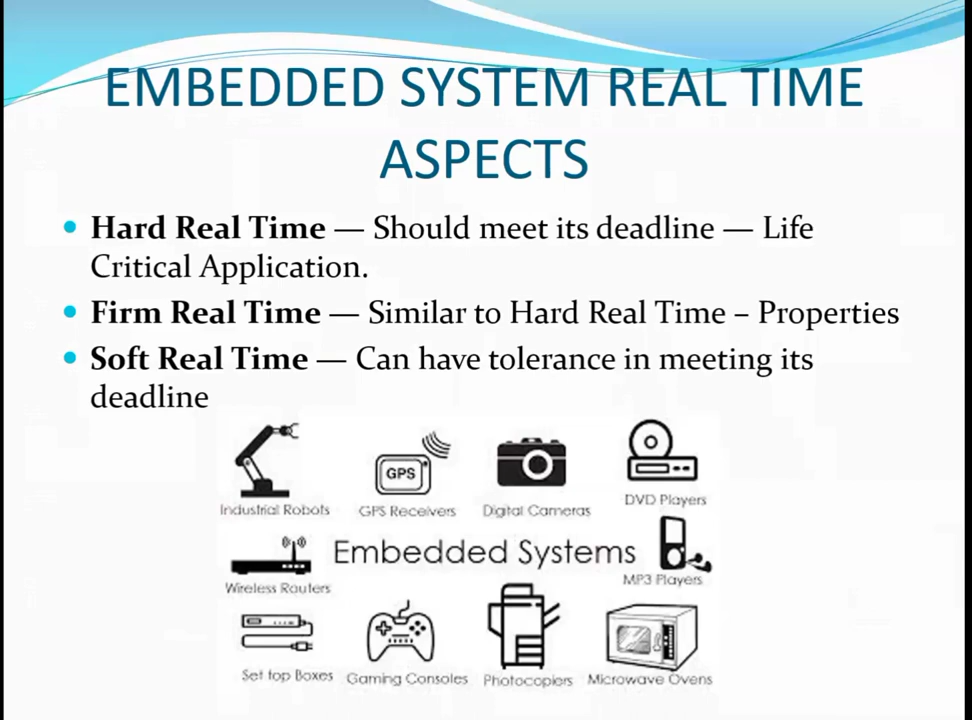 EMBEDDED SYSTEM REAL TIME
ASPECTS
• Hard Real Time — Should meet its deadline — Life
Critical Application.
• Firm Real Time — Similar to Hard Real Time – Properties
• Soft Real Time — Can have tolerance in meeting its
deadline
GPS
Industrial Robots GPS Receivers Digital Cameras DVD Players
Embedded Systems
Wireless Routers MP3 Players
Set top Boxes Gaming Consoles Photocopiers Microwave Ovens